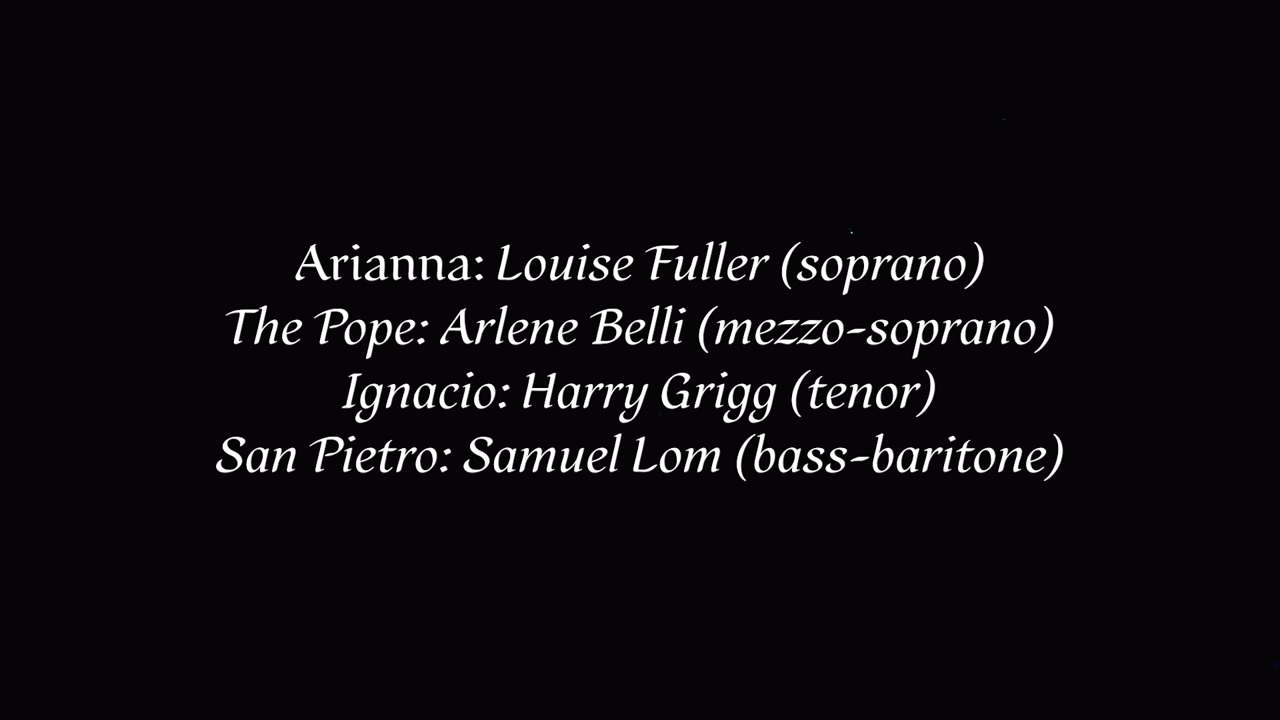 Arianna: Louise Fuller (soprano)
The Pope: Arlene Belli (mezzo-soprano)
Ignacio: Harry Grigg (tenor)
San Pietro: Samuel Lom (bass-baritone)